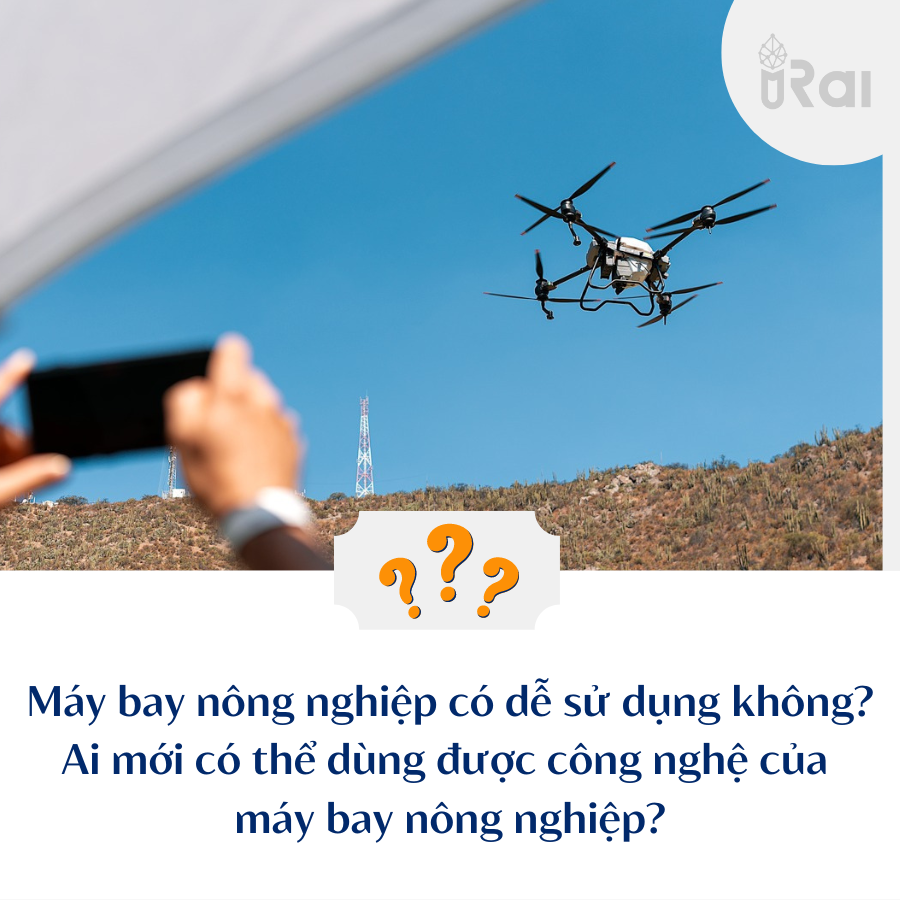 iRai
???
Máy bay nông nghiệp có dễ sử dụng không?
Ai mới có thể dùng được công nghệ của
máy bay nông nghiệp?